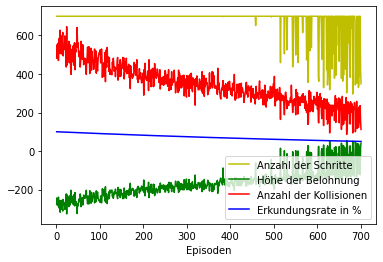 600
400
200
0
−200
0 100 200 300 400 500 600 700
Episoden
Anzahl der Schritte
Höhe der Belohnung
Anzahl der Kollisionen
Erkundungsrate in %